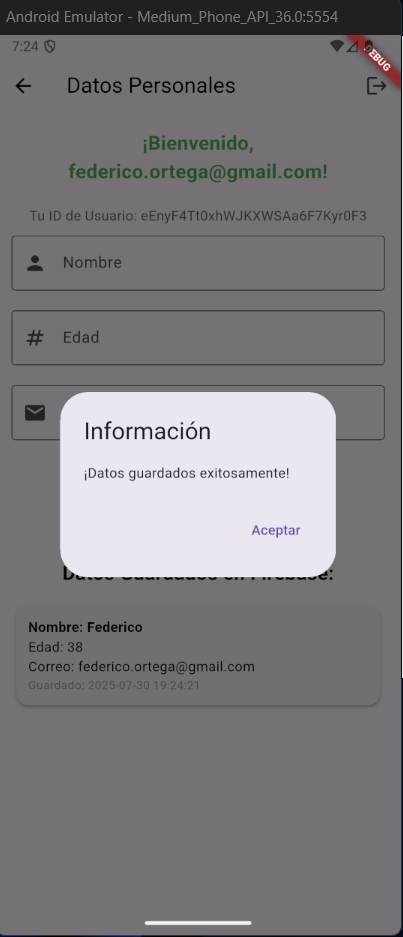 Android Emulator - Medium_Phone_API_36.0:5554
7:24
DEBUG
Datos Personales
¡Bienvenido,
federico.ortega@gmail.com!
Tu ID de Usuario: eEnyF4Tt0xhWJKXWSAa6F7Kyr0F3
Nombre
Edad
Información
¡Datos guardados exitosamente!
Aceptar
Datos Guardados en Firebase:
Nombre: Federico
Edad: 38
Correo: federico.ortega@gmail.com
Guardado: 2025-07-30 19:24:21